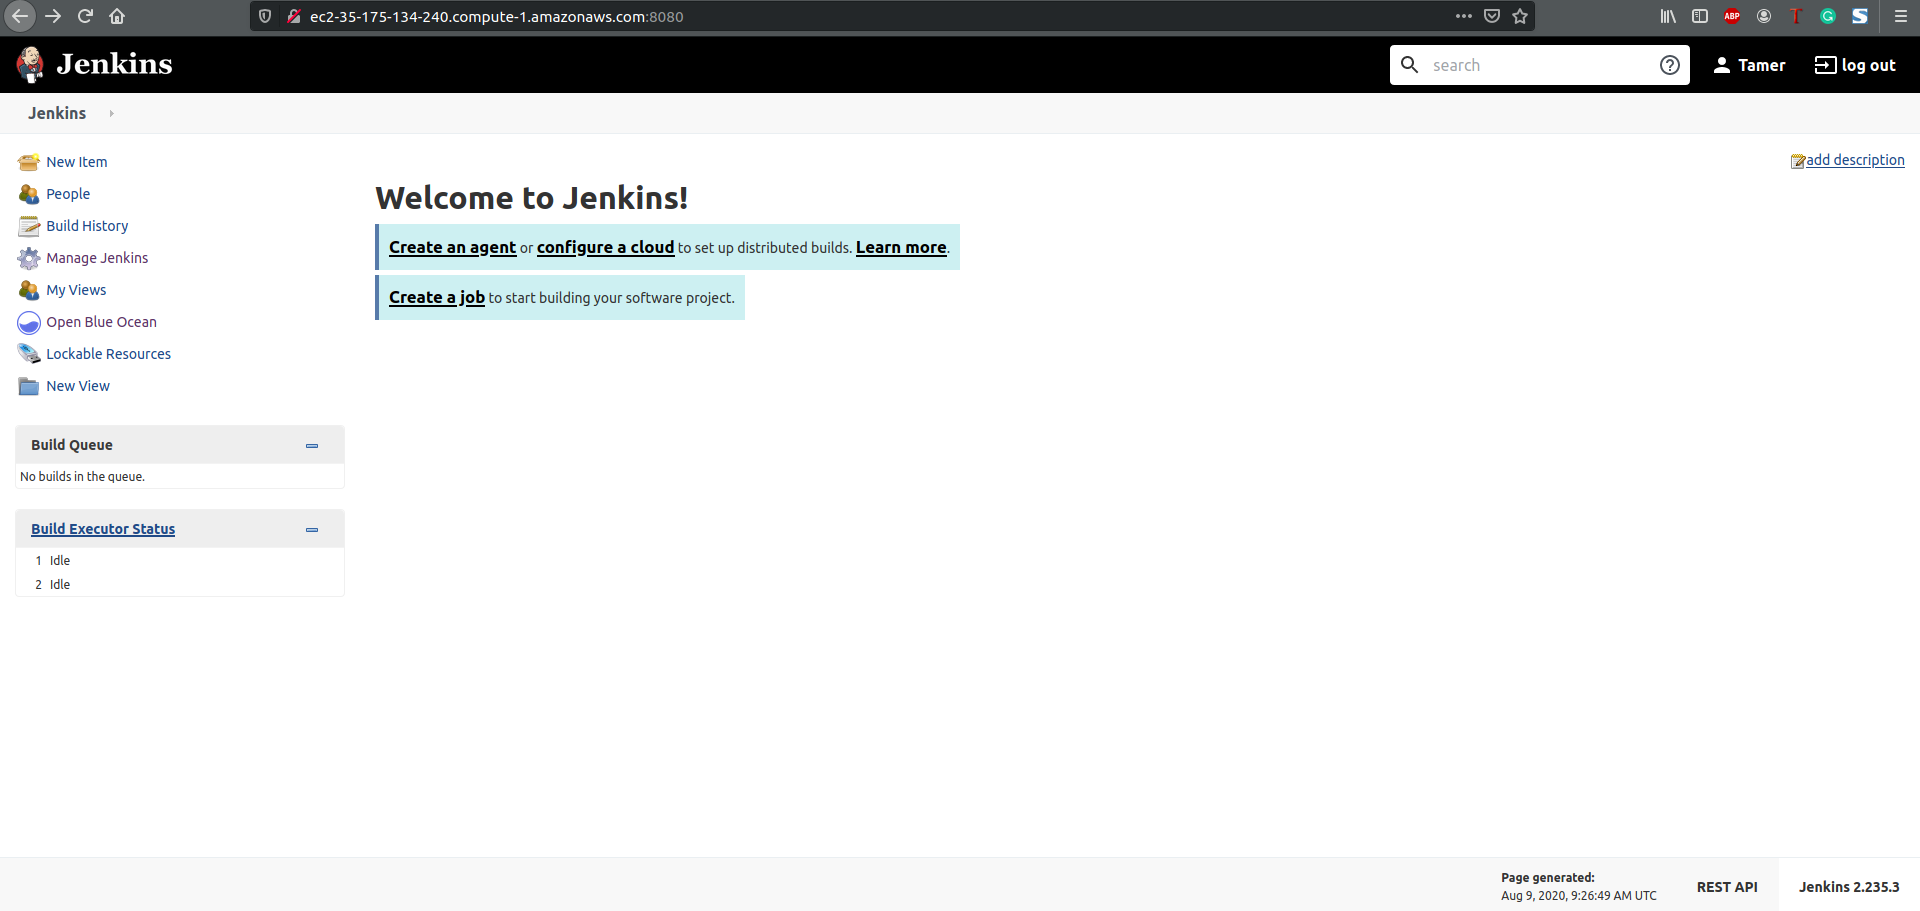 ec2-35-175-134-240.compute-1.amazonaws.com:8080
ABP
Jenkins
search
Tamer
log out
Jenkins
New Item
People
Build History
Manage Jenkins
My Views
Open Blue Ocean
Lockable Resources
New View
Build Queue
No builds in the queue.
Build Executor Status
1 Idle
2 Idle
add description
Welcome to Jenkins!
Create an agent or configure a cloud to set up distributed builds. Learn more.
Create a job to start building your software project.
Page generated:
Aug 9, 2020, 9:26:49 AM UTC
REST API
Jenkins 2.235.3